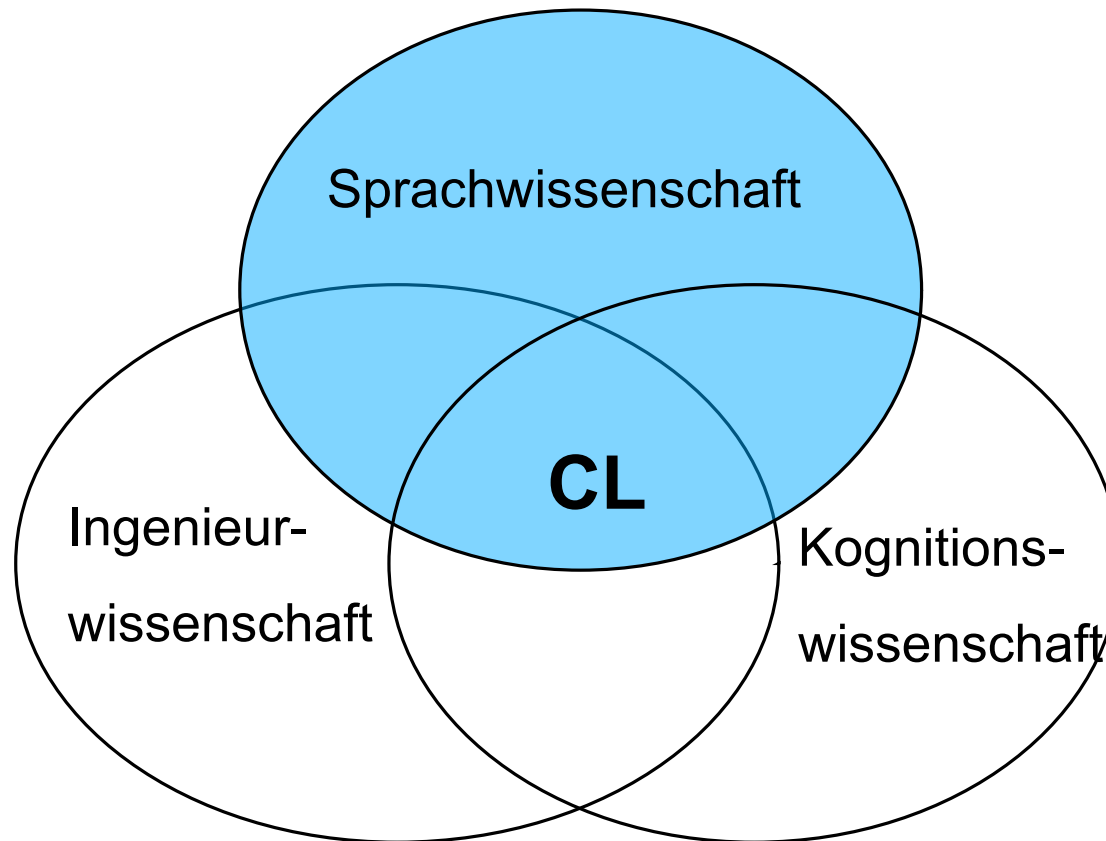 Sprachwissenschaft
CL
Ingenieur-
wissenschaft
Kognitions-
wissenschaft